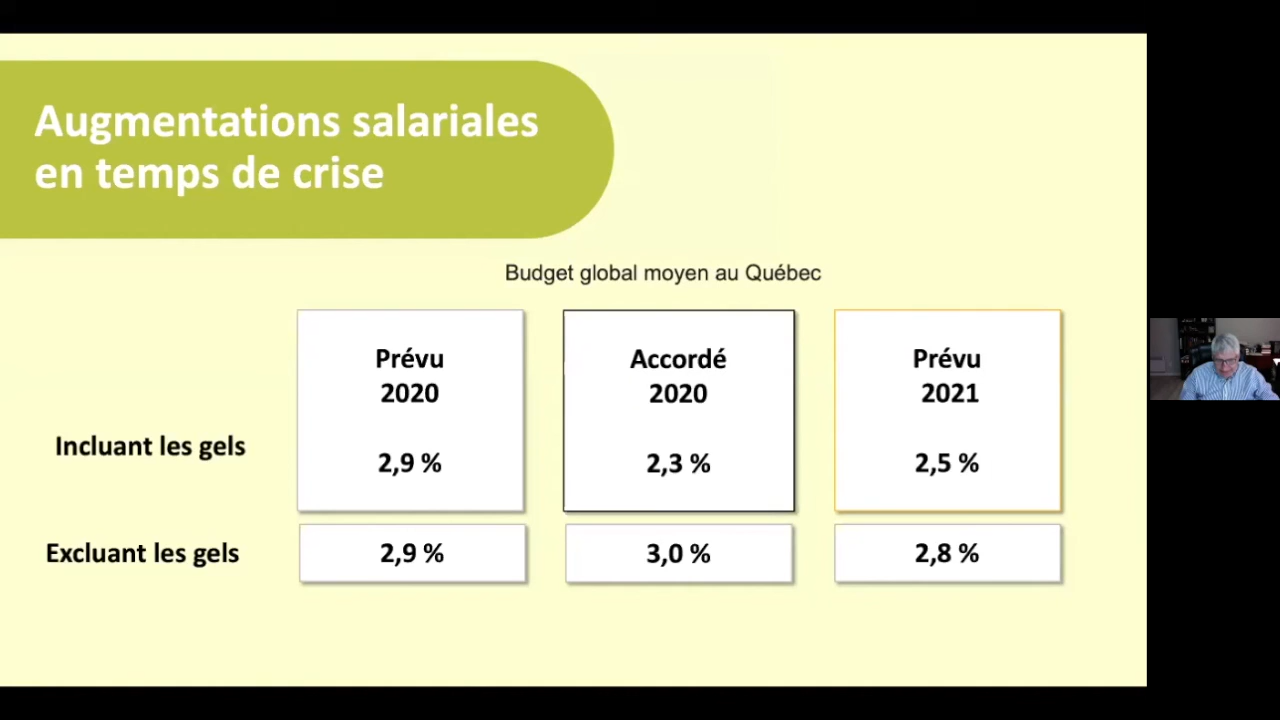 Augmentations salariales
en temps de crise
Budget global moyen au Québec
Prévu
2020
Accordé
2020
Prévu
2021
Incluant les gels
2,9 %
2,3 %
2,5 %
Excluant les gels
2,9 %
3,0 %
2,8 %